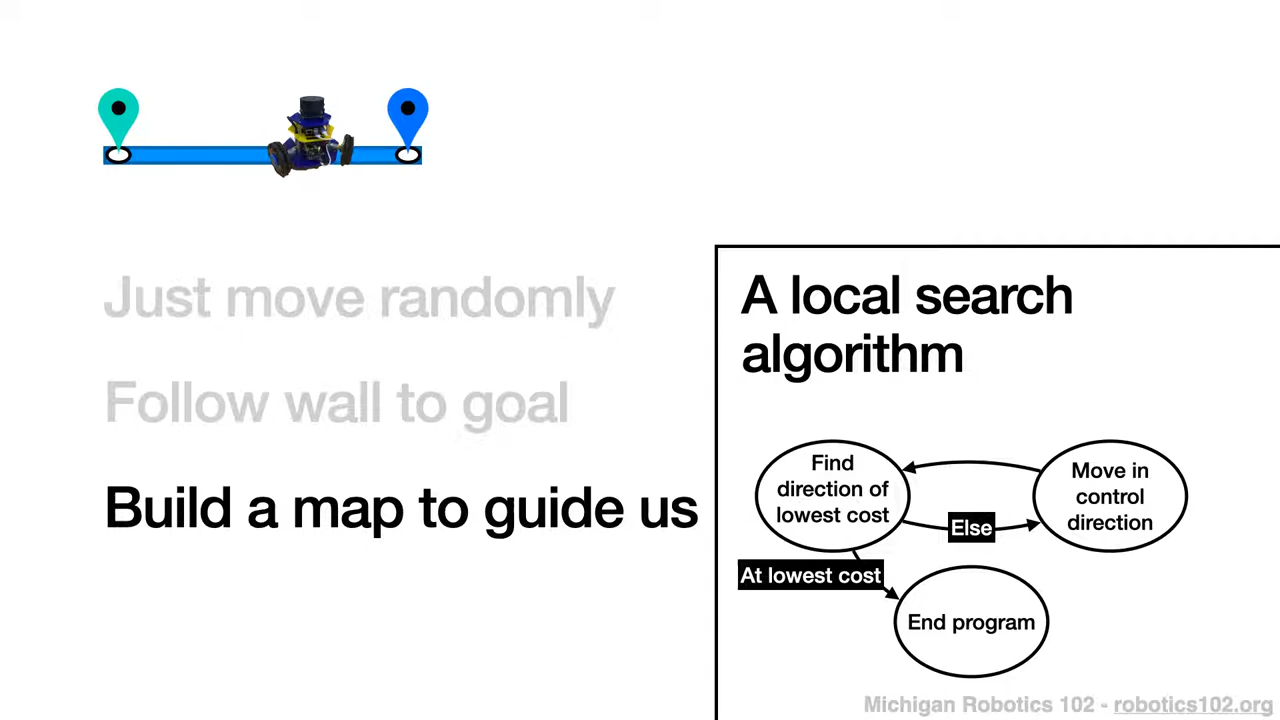 Just move randomly
Follow wall to goal
Build a map to guide us
A local search
algorithm
Find
direction of
lowest cost
Move in
control
direction
Else
At lowest cost
End program
Michigan Robotics 102 - robotics102.org